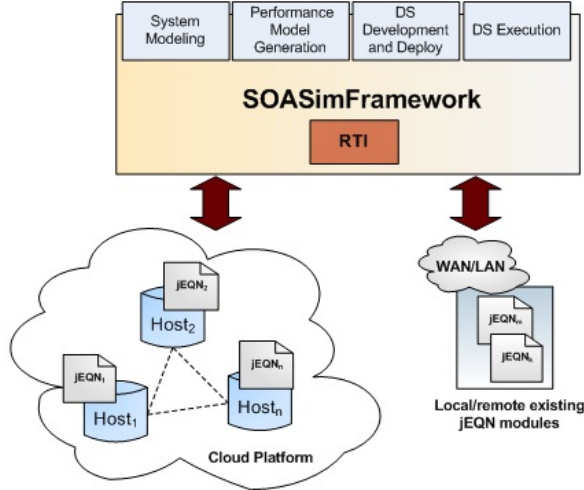 System
Modeling
Performance
Model
Generation
DS
Development
and Deploy
DS Execution
SOASimFramework
RTI
jEQN2
Host2
jEQN1
Host1
jEQNn
Hostn
Cloud Platform
WAN/LAN
jEQNm
jEQNk
Local/remote existing
jEQN modules